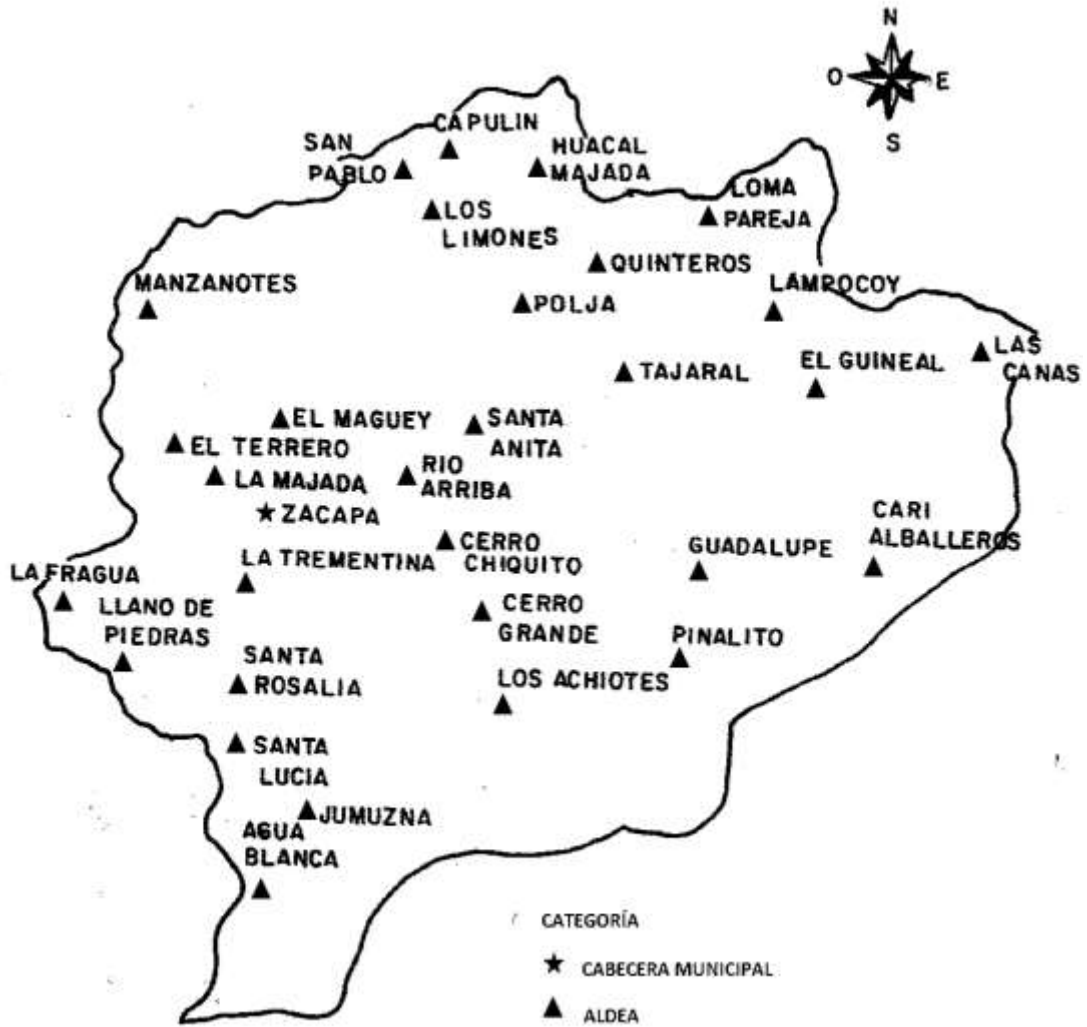 N
O
E
S
CAPULIN
SAN
PABLO
HUACAL
MAJADA
LOMA
PAREJA
LOS
LIMONES
QUINTEROS
MANZANOTES
POLJA
LAMPOCOY
LAS
CANAS
TAJARAL
EL GUINEAL
EL MAGUEY
SANTA
ANITA
EL TERRERO
LA MAJADA
RIO
ARRIBA
ZACAPA
CARI
ALBALLEROS
CERRO
CHIQUITO
GUADALUPE
LA TREMENTINA
LA FRAGUA
LLANO DE
PIEDRAS
CERRO
GRANDE
PINALITO
SANTA
ROSALIA
LOS ACHIOTES
SANTA
LUCIA
JUMUZNA
AGUA
BLANCA
CATEGORÍA
CABECERA MUNICIPAL
ALDEA